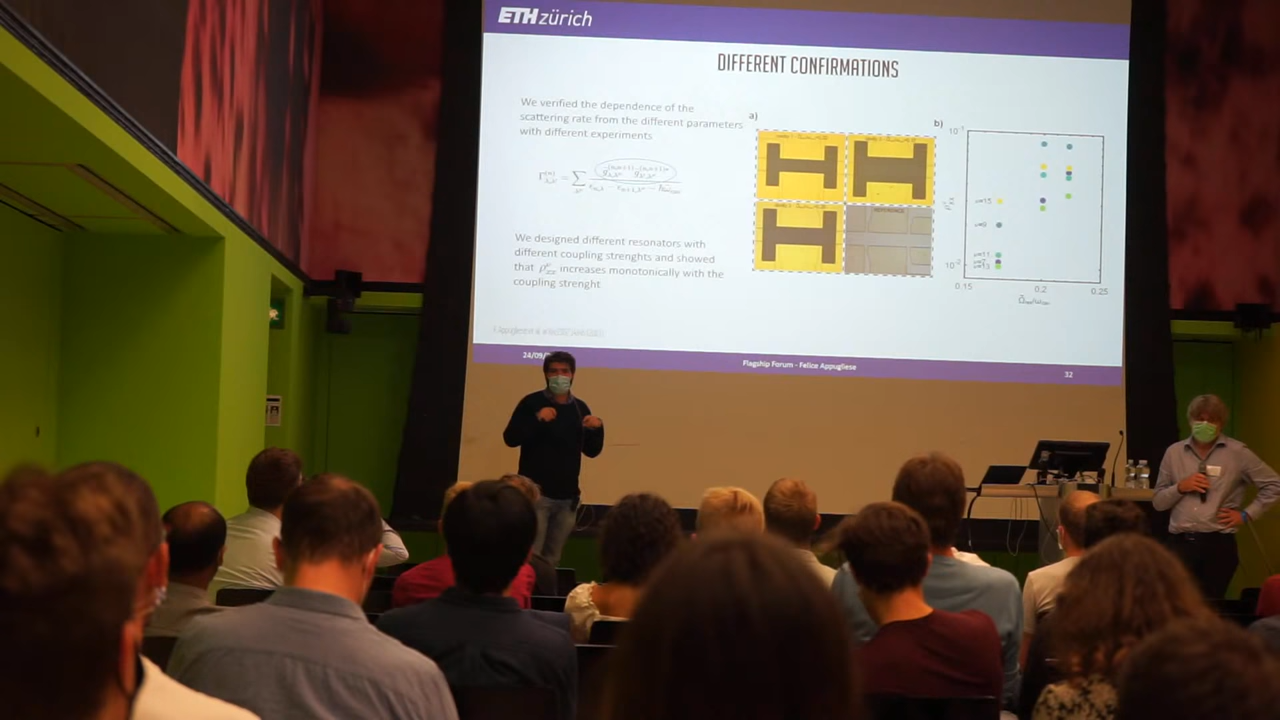 ETH zürich
DIFFERENT CONFIRMATIONS
We verified the dependence of the
scattering rate from the different parameters
with different experiments
a)
b)
We designed different resonators with
different coupling strenghts and showed
that increases monotonically with the
coupling strenght
REFERENCE
0.15
0.2
0.25
24/09/
Flagship Forum - Felice Appugliese
32